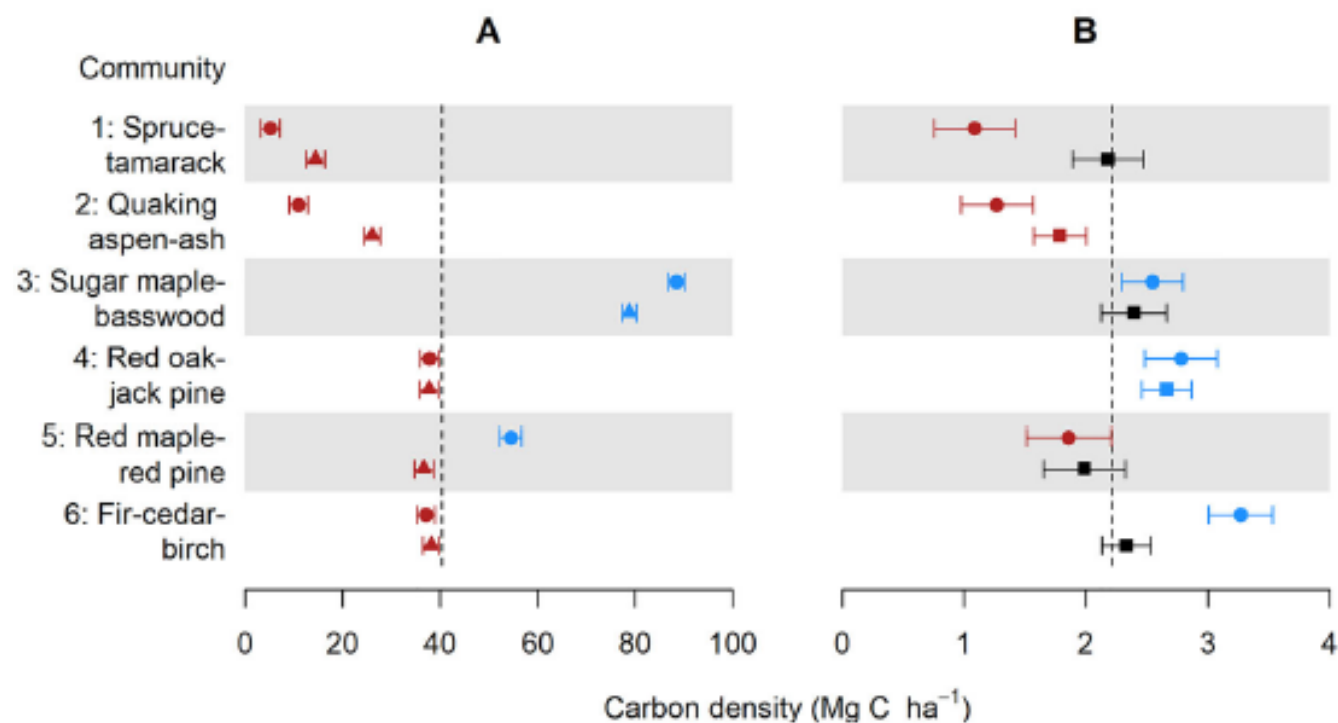 A
B
Community
1: Spruce-
tamarack
2: Quaking
aspen-ash
3: Sugar maple-
basswood
4: Red oak-
jack pine
5: Red maple-
red pine
6: Fir-cedar-
birch
0 20 40 60 80 100
0 1 2 3 4
Carbon density (Mg C ha⁻¹)